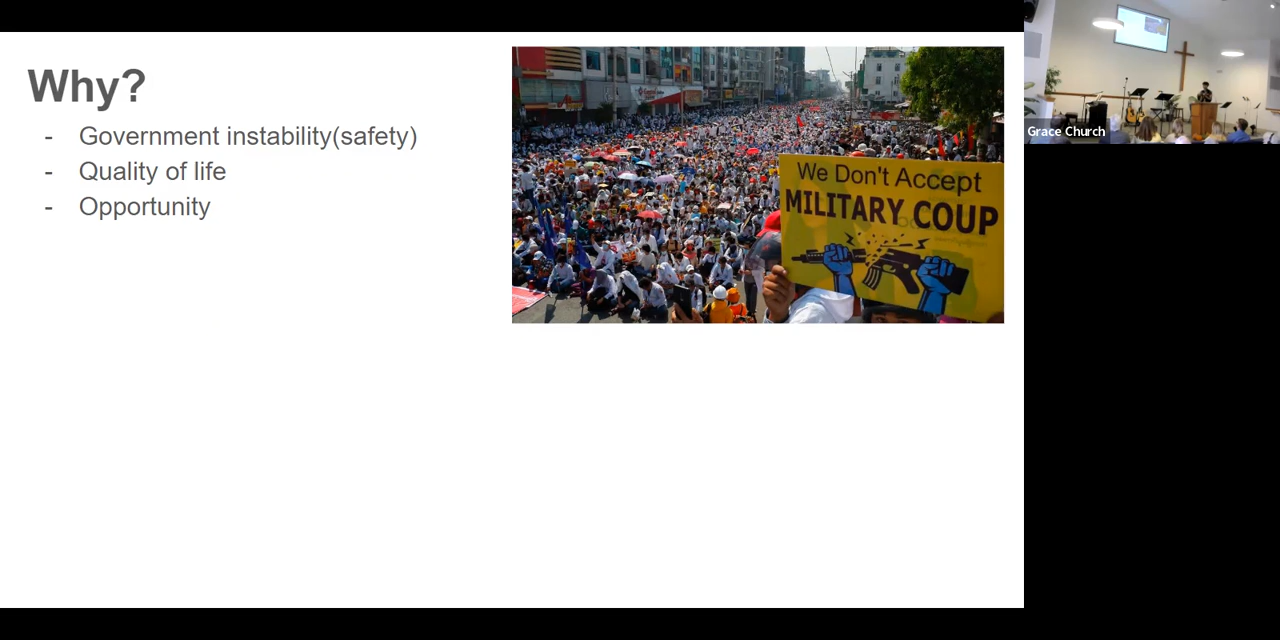 Why?
- Government instability(safety)
- Quality of life
- Opportunity
We Don't Accept
MILITARY COUP
Grace Church